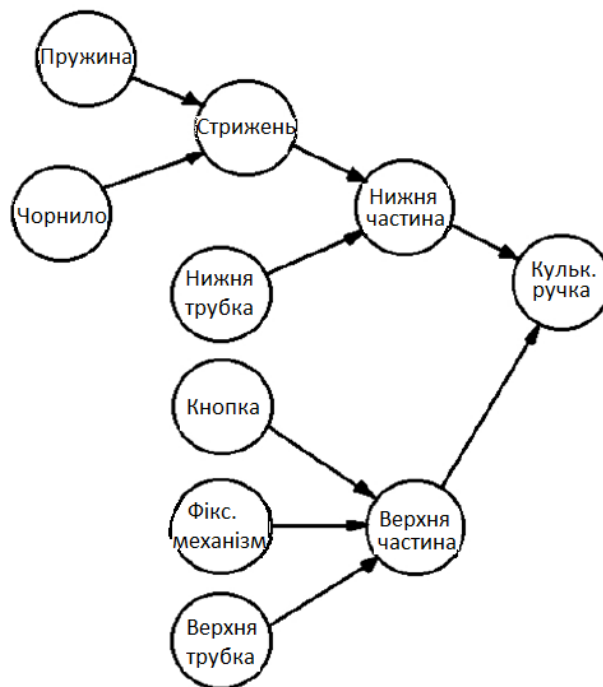 Пружина
Стрижень
Чорнило
Нижня
частина
Нижня
трубка
Кульк.
ручка
Кнопка
Фікс.
механізм
Верхня
частина
Верхня
трубка